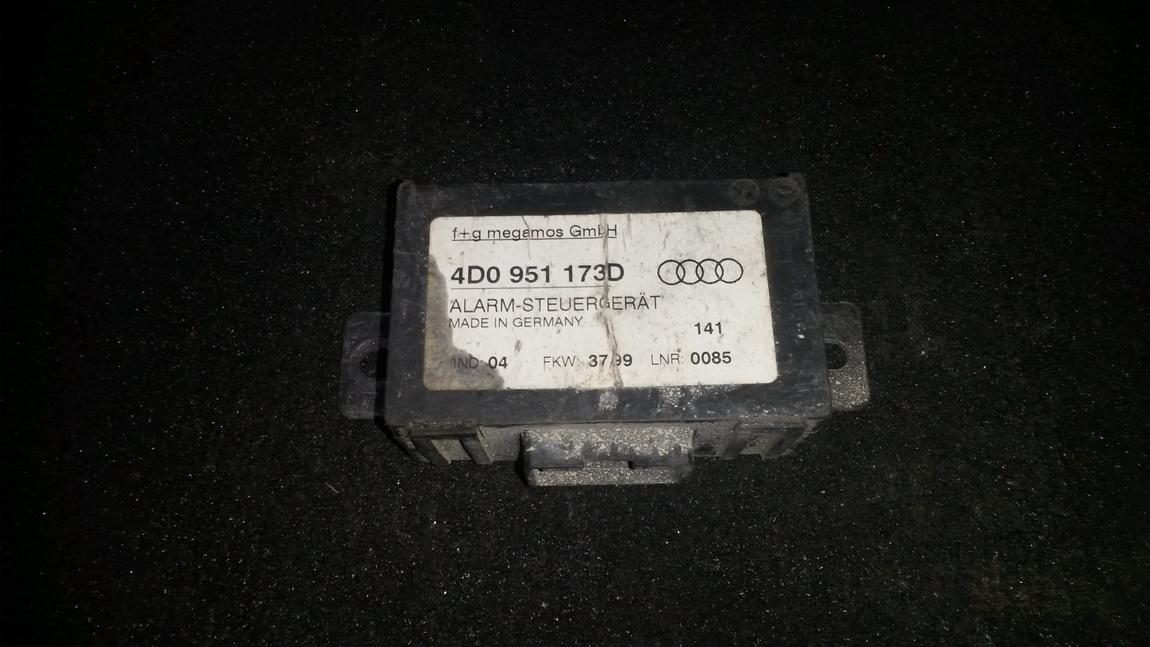 f+g megamos GmbH
4D0 951 173D
ALARM-STEUERGERÄT
MADE IN GERMANY
141
IND: 04 FKW: 37/99 LNR: 0085